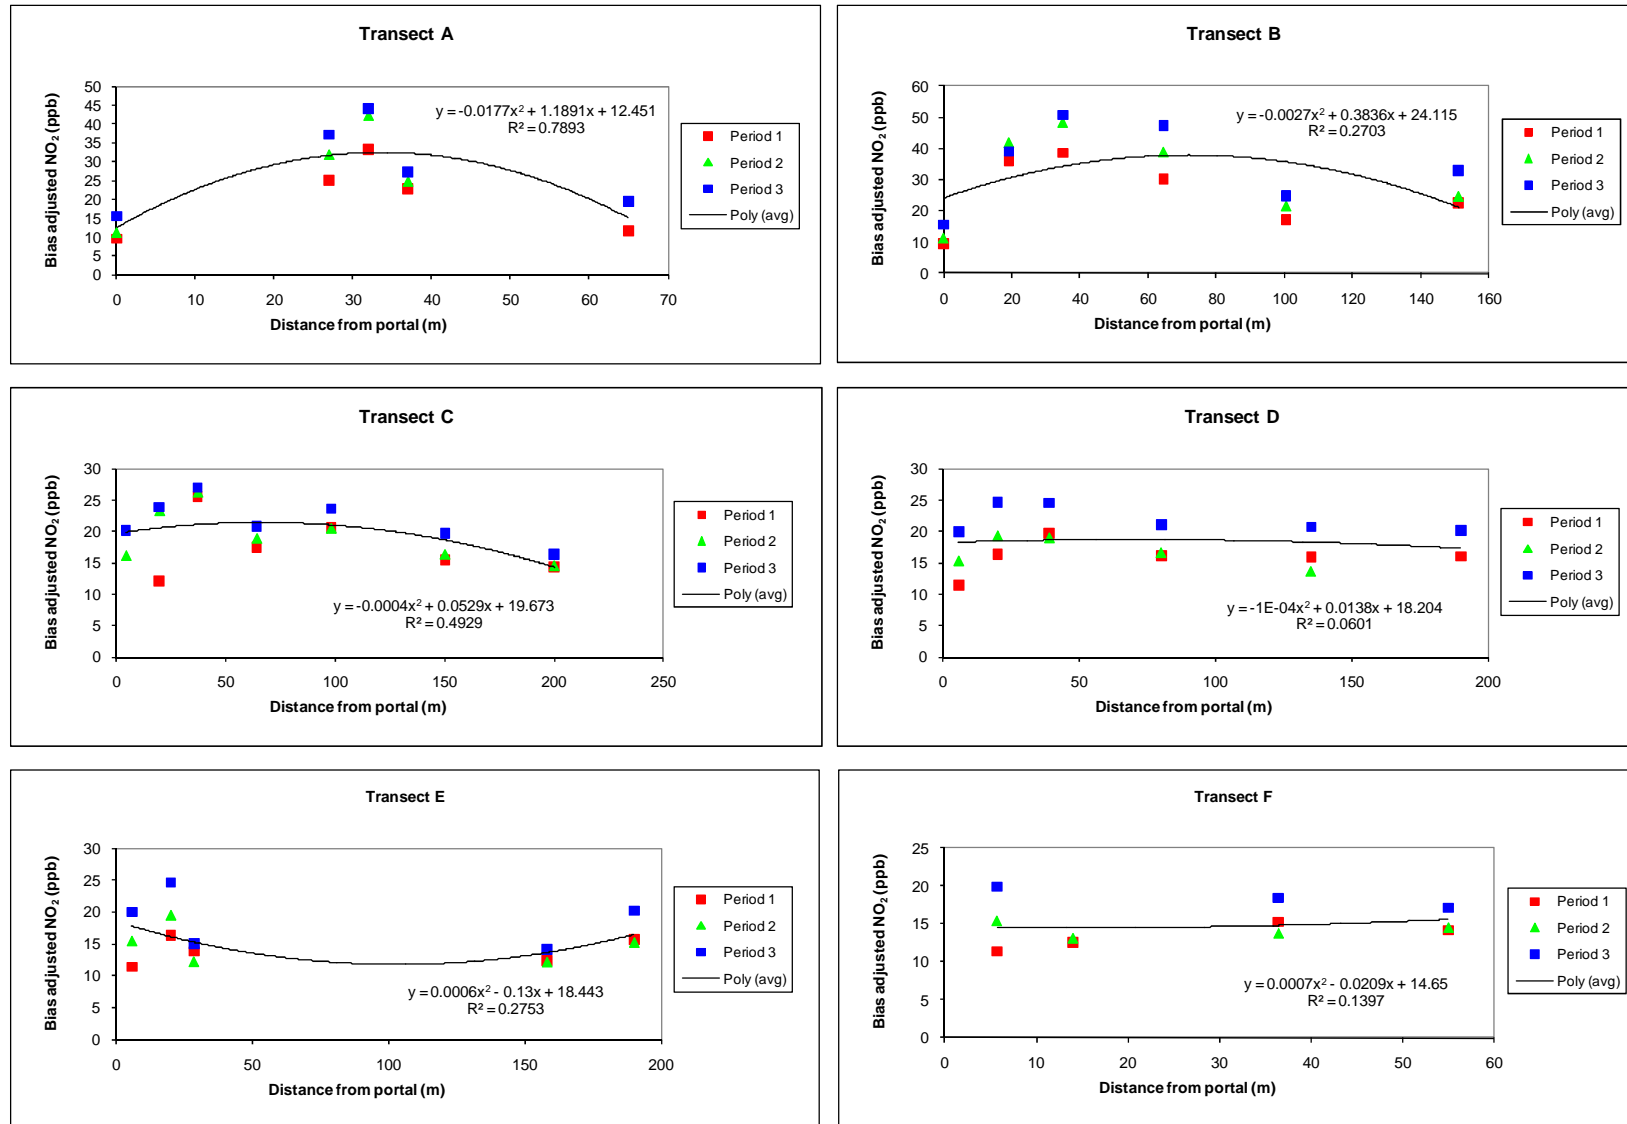 Transect A
Bias adjusted NO₂ (ppb)
50
45
40
35
30
25
20
15
10
5
0
y = -0.0177x² + 1.1891x + 12.451
R² = 0.7893
0 10 20 30 40 50 60 70
Distance from portal (m)
Period 1
Period 2
Period 3
Poly (avg)
Transect B
Bias adjusted NO₂ (ppb)
60
50
40
30
20
10
0
y = -0.0027x² + 0.3836x + 24.115
R² = 0.2703
0 20 40 60 80 100 120 140 160
Distance from portal (m)
Period 1
Period 2
Period 3
Poly (avg)
Transect C
Bias adjusted NO₂ (ppb)
30
25
20
15
10
5
0
y = -0.0004x² + 0.0529x + 19.673
R² = 0.4929
0 50 100 150 200 250
Distance from portal (m)
Period 1
Period 2
Period 3
Poly (avg)
Transect D
Bias adjusted NO₂ (ppb)
30
25
20
15
10
5
0
y = -1E-04x² + 0.0138x + 18.204
R² = 0.0601
0 50 100 150 200
Distance from portal (m)
Period 1
Period 2
Period 3
Poly (avg)
Transect E
Bias adjusted NO₂ (ppb)
30
25
20
15
10
5
0
y = 0.0006x² - 0.13x + 18.443
R² = 0.2753
0 50 100 150 200
Distance from portal (m)
Period 1
Period 2
Period 3
Poly (avg)
Transect F
Bias adjusted NO₂ (ppb)
25
20
15
10
5
0
y = 0.0007x² - 0.0209x + 14.65
R² = 0.1397
0 10 20 30 40 50 60
Distance from portal (m)
Period 1
Period 2
Period 3
Poly (avg)